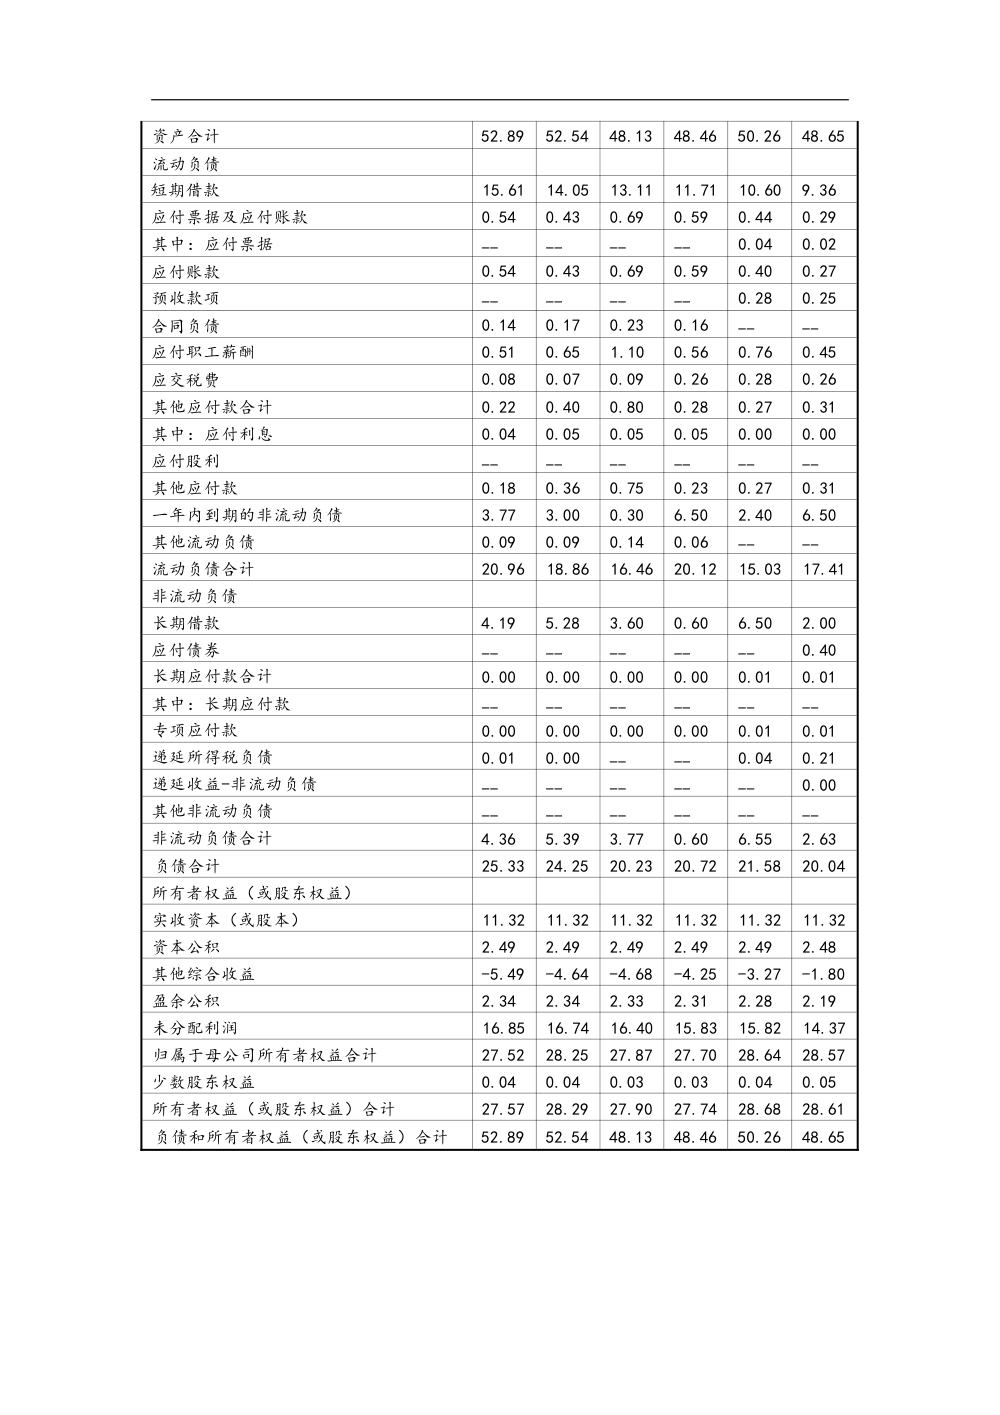 资产合计 52.89 52.54 48.13 48.46 50.26 48.65
流动负债
短期借款 15.61 14.05 13.11 11.71 10.60 9.36
应付票据及应付账款 0.54 0.43 0.69 0.59 0.44 0.29
其中：应付票据 —— —— —— —— 0.04 0.02
应付账款 0.54 0.43 0.69 0.59 0.40 0.27
预收款项 —— —— —— —— 0.28 0.25
合同负债 0.14 0.17 0.23 0.16 —— ——
应付职工薪酬 0.51 0.65 1.10 0.56 0.76 0.45
应交税费 0.08 0.07 0.09 0.26 0.28 0.26
其他应付款合计 0.22 0.40 0.80 0.28 0.27 0.31
其中：应付利息 0.04 0.05 0.05 0.05 0.00 0.00
应付股利 —— —— —— —— —— ——
其他应付款 0.18 0.36 0.75 0.23 0.27 0.31
一年内到期的非流动负债 3.77 3.00 0.30 6.50 2.40 6.50
其他流动负债 0.09 0.09 0.14 0.06 —— ——
流动负债合计 20.96 18.86 16.46 20.12 15.03 17.41
非流动负债
长期借款 4.19 5.28 3.60 0.60 6.50 2.00
应付债券 —— —— —— —— —— 0.40
长期应付款合计 0.00 0.00 0.00 0.00 0.01 0.01
其中：长期应付款 —— —— —— —— —— ——
专项应付款 0.00 0.00 0.00 0.00 0.01 0.01
递延所得税负债 0.01 0.00 —— —— 0.04 0.21
递延收益-非流动负债 —— —— —— —— —— 0.00
其他非流动负债 —— —— —— —— —— ——
非流动负债合计 4.36 5.39 3.77 0.60 6.55 2.63
负债合计 25.33 24.25 20.23 20.72 21.58 20.04
所有者权益（或股东权益）
实收资本（或股本） 11.32 11.32 11.32 11.32 11.32 11.32
资本公积 2.49 2.49 2.49 2.49 2.49 2.48
其他综合收益 -5.49 -4.64 -4.68 -4.25 -3.27 -1.80
盈余公积 2.34 2.34 2.33 2.31 2.28 2.19
未分配利润 16.85 16.74 16.40 15.83 15.82 14.37
归属于母公司所有者权益合计 27.52 28.25 27.87 27.70 28.64 28.57
少数股东权益 0.04 0.04 0.03 0.03 0.04 0.05
所有者权益（或股东权益）合计 27.57 28.29 27.90 27.74 28.68 28.61
负债和所有者权益（或股东权益）合计 52.89 52.54 48.13 48.46 50.26 48.65